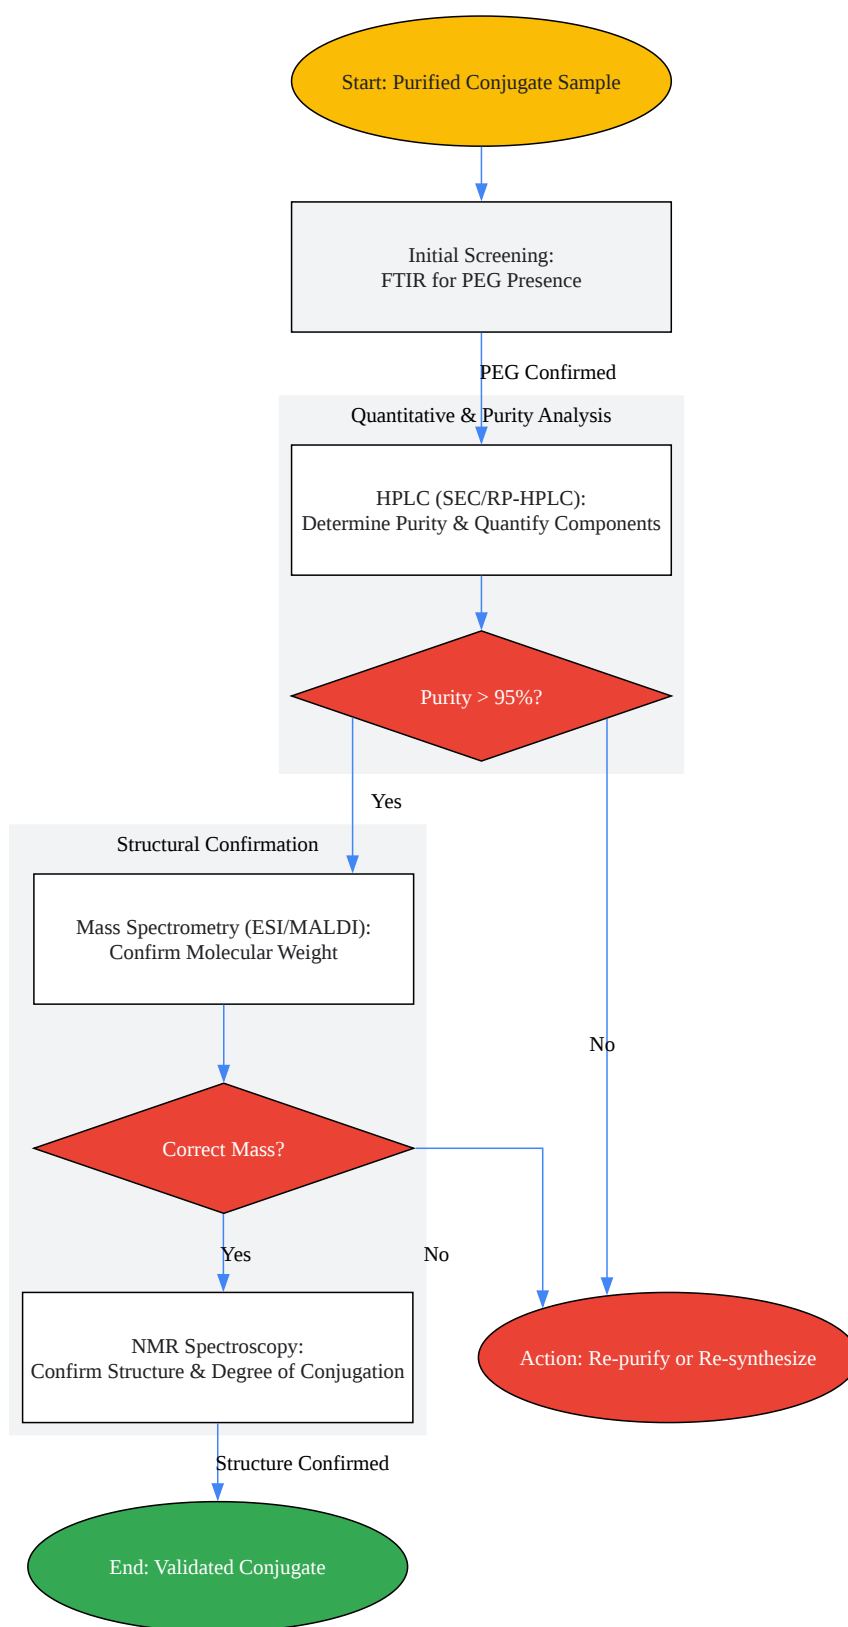 Start: Purified Conjugate Sample
Initial Screening:
FTIR for PEG Presence
PEG Confirmed
Quantitative & Purity Analysis
HPLC (SEC/RP-HPLC):
Determine Purity & Quantify Components
Purity > 95%?
Yes
Structural Confirmation
Mass Spectrometry (ESI/MALDI):
Confirm Molecular Weight
No
Correct Mass?
Yes
No
NMR Spectroscopy:
Confirm Structure & Degree of Conjugation
Action: Re-purify or Re-synthesize
Structure Confirmed
End: Validated Conjugate